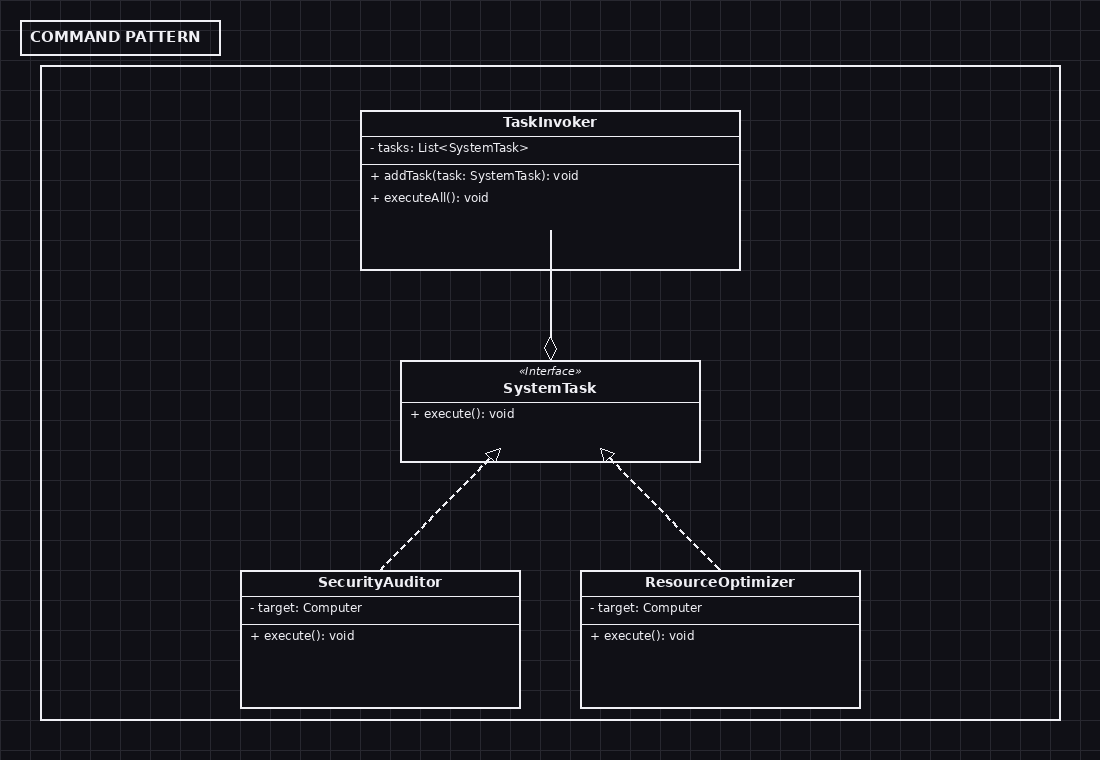 COMMAND PATTERN
TaskInvoker
- tasks: List<SystemTask>
+ addTask(task: SystemTask): void
+ executeAll(): void
«Interface»
SystemTask
+ execute(): void
SecurityAuditor
- target: Computer
+ execute(): void
ResourceOptimizer
- target: Computer
+ execute(): void